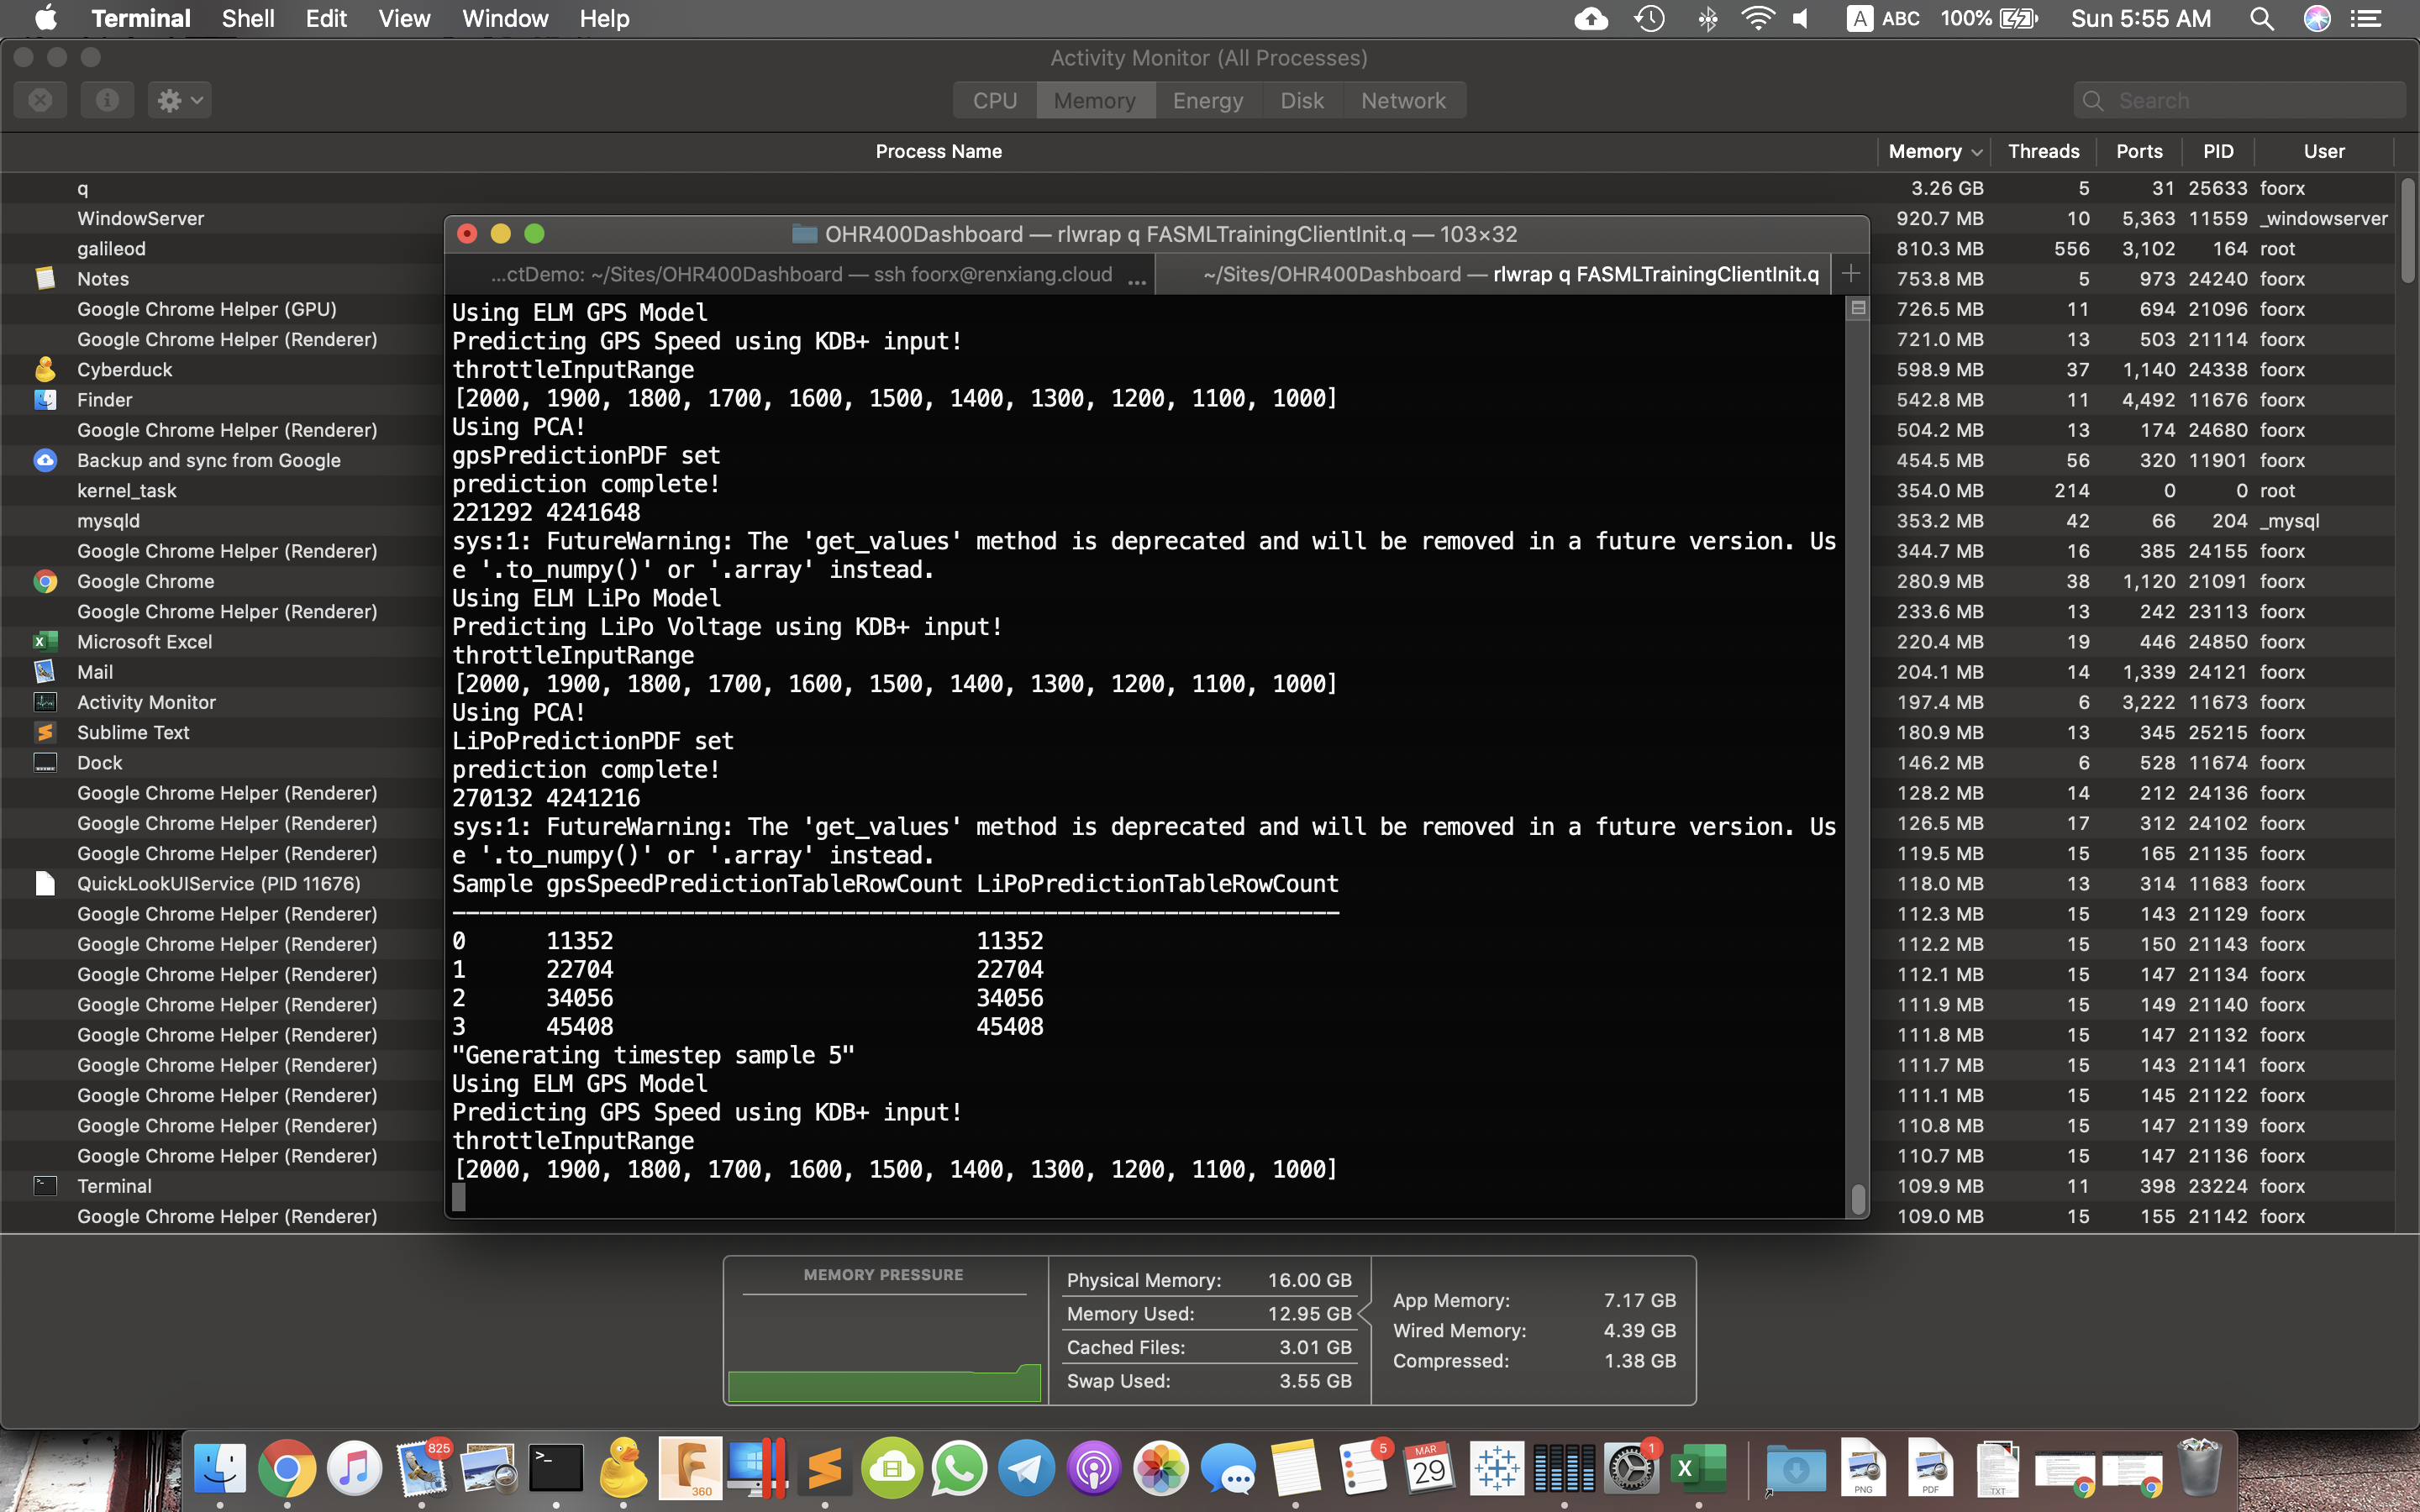 Terminal Shell Edit View Window Help A ABC 100% Sun 5:55 AM
Activity Monitor (All Processes)
CPU Memory Energy Disk Network Search
Process Name Memory Threads Ports PID User
q 3.26 GB 5 31 25633 foorx
WindowServer 920.7 MB 10 5,363 11559 _windowserver
galileod 810.3 MB 556 3,102 164 root
Notes 753.8 MB 5 973 24240 foorx
Google Chrome Helper (GPU) 726.5 MB 11 694 21096 foorx
Google Chrome Helper (Renderer) 721.0 MB 13 503 21114 foorx
Cyberduck 598.9 MB 37 1,140 24338 foorx
Finder 542.8 MB 11 4,492 11676 foorx
Google Chrome Helper (Renderer) 504.2 MB 13 174 24680 foorx
Backup and sync from Google 454.5 MB 56 320 11901 foorx
kernel_task 354.0 MB 214 0 0 root
mysqld 353.2 MB 42 66 204 _mysql
Google Chrome Helper (Renderer) 344.7 MB 16 385 24155 foorx
Google Chrome 280.9 MB 38 1,120 21091 foorx
Google Chrome Helper (Renderer) 233.6 MB 13 242 23113 foorx
Microsoft Excel 220.4 MB 19 446 24850 foorx
Mail 204.1 MB 14 1,339 24121 foorx
Activity Monitor 197.4 MB 6 3,222 11673 foorx
Sublime Text 180.9 MB 13 345 25215 foorx
Dock 146.2 MB 6 528 11674 foorx
Google Chrome Helper (Renderer) 128.2 MB 14 212 24136 foorx
Google Chrome Helper (Renderer) 126.5 MB 17 312 24102 foorx
Google Chrome Helper (Renderer) 119.5 MB 15 165 21135 foorx
QuickLookUIService (PID 11676) 118.0 MB 13 314 11683 foorx
Google Chrome Helper (Renderer) 112.3 MB 15 143 21129 foorx
Google Chrome Helper (Renderer) 112.2 MB 15 150 21143 foorx
Google Chrome Helper (Renderer) 112.1 MB 15 147 21134 foorx
Google Chrome Helper (Renderer) 111.9 MB 15 149 21140 foorx
Google Chrome Helper (Renderer) 111.8 MB 15 147 21132 foorx
Google Chrome Helper (Renderer) 111.7 MB 15 143 21141 foorx
Google Chrome Helper (Renderer) 111.1 MB 15 145 21122 foorx
Google Chrome Helper (Renderer) 110.8 MB 15 147 21139 foorx
Google Chrome Helper (Renderer) 110.7 MB 15 147 21136 foorx
Terminal 109.9 MB 11 398 23224 foorx
Google Chrome Helper (Renderer) 109.0 MB 15 155 21142 foorx
OHR400Dashboard — rlwrap q FASMLTrainingClientInit.q — 103×32
...ctDemo: ~/Sites/OHR400Dashboard — ssh foorx@renxiang.cloud ... ~/Sites/OHR400Dashboard — rlwrap q FASMLTrainingClientInit.q
Using ELM GPS Model
Predicting GPS Speed using KDB+ input!
throttleInputRange
[2000, 1900, 1800, 1700, 1600, 1500, 1400, 1300, 1200, 1100, 1000]
Using PCA!
gpsPredictionPDF set
prediction complete!
221292 4241648
sys:1: FutureWarning: The 'get_values' method is deprecated and will be removed in a future version. Us
e '.to_numpy()' or '.array' instead.
Using ELM LiPo Model
Predicting LiPo Voltage using KDB+ input!
throttleInputRange
[2000, 1900, 1800, 1700, 1600, 1500, 1400, 1300, 1200, 1100, 1000]
Using PCA!
LiPoPredictionPDF set
prediction complete!
270132 4241216
sys:1: FutureWarning: The 'get_values' method is deprecated and will be removed in a future version. Us
e '.to_numpy()' or '.array' instead.
Sample gpsSpeedPredictionTableRowCount LiPoPredictionTableRowCount
------------------------------------------------------------------
0 11352 11352
1 22704 22704
2 34056 34056
3 45408 45408
"Generating timestep sample 5"
Using ELM GPS Model
Predicting GPS Speed using KDB+ input!
throttleInputRange
[2000, 1900, 1800, 1700, 1600, 1500, 1400, 1300, 1200, 1100, 1000]
MEMORY PRESSURE
Physical Memory: 16.00 GB
Memory Used: 12.95 GB
Cached Files: 3.01 GB
Swap Used: 3.55 GB
App Memory: 7.17 GB
Wired Memory: 4.39 GB
Compressed: 1.38 GB
825 360 5 MAR 29 1 PNG PDF TXT